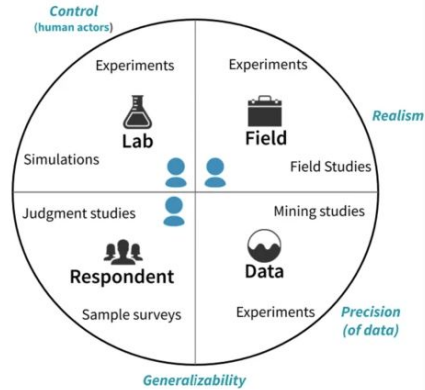 Control
(human actors)
Experiments
Experiments
Lab
Field
Realism
Simulations
Field Studies
Judgment studies
Mining studies
Respondent
Data
Sample surveys
Experiments
Precision
(of data)
Generalizability